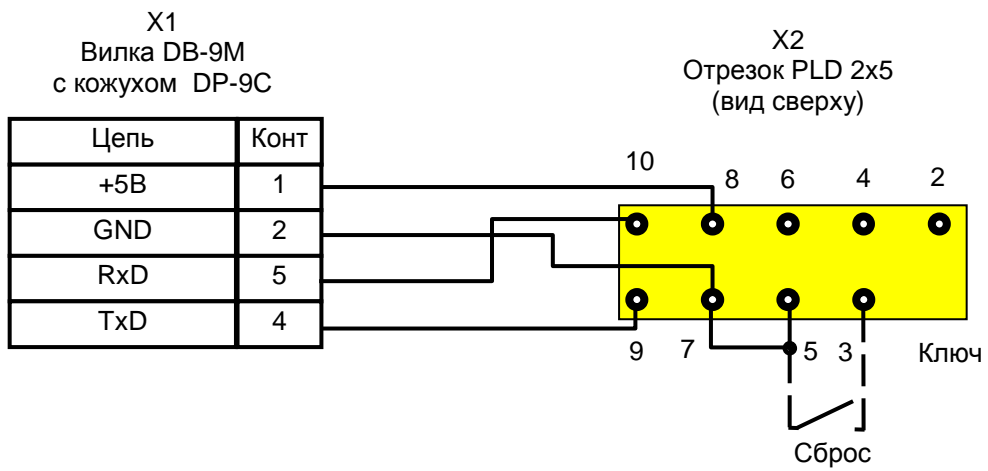 X1
Вилка DB-9M
с кожухом DP-9C
X2
Отрезок PLD 2x5
(вид сверху)
Цепь Конт
+5В 1
GND 2
RxD 5
TxD 4
10 8 6 4 2
9 7 5 3 Ключ
Сброс